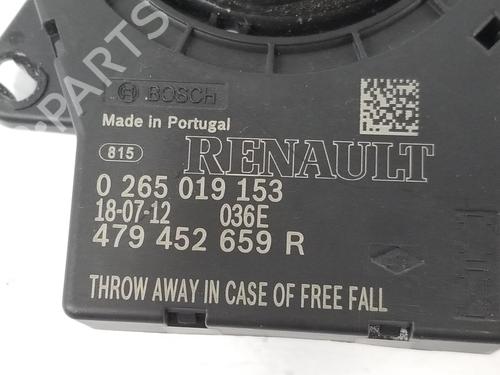 PARTS
BOSCH
Made in Portugal
815 RENAULT
0 265 019 153
18-07-12 036E
479 452 659 R
THROW AWAY IN CASE OF FREE FALL